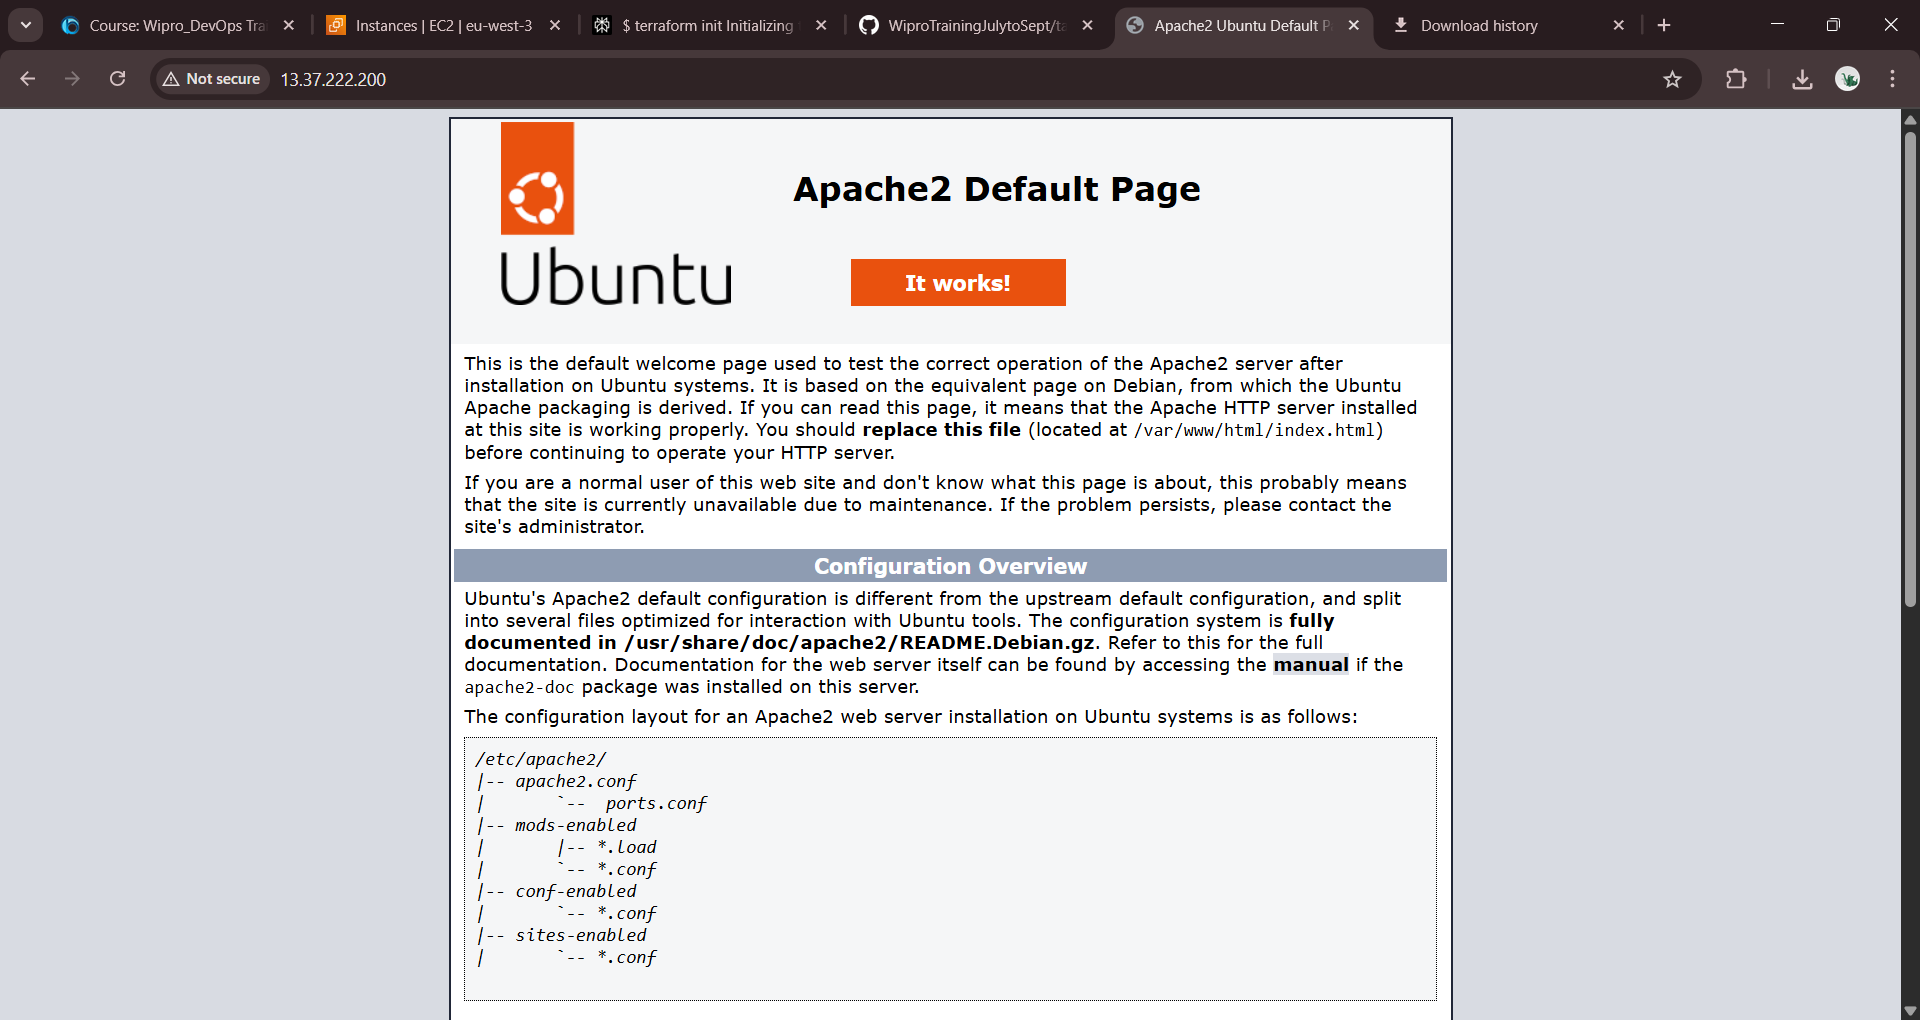 Course: Wipro_DevOps Tra
Instances | EC2 | eu-west-3
$ terraform init Initializing
WiproTrainingJulytoSept/ta
Apache2 Ubuntu Default P
Download history
Not secure
13.37.222.200
Ubuntu
Apache2 Default Page
It works!
This is the default welcome page used to test the correct operation of the Apache2 server after
installation on Ubuntu systems. It is based on the equivalent page on Debian, from which the Ubuntu
Apache packaging is derived. If you can read this page, it means that the Apache HTTP server installed
at this site is working properly. You should replace this file (located at /var/www/html/index.html)
before continuing to operate your HTTP server.
If you are a normal user of this web site and don't know what this page is about, this probably means
that the site is currently unavailable due to maintenance. If the problem persists, please contact the
site's administrator.
Configuration Overview
Ubuntu's Apache2 default configuration is different from the upstream default configuration, and split
into several files optimized for interaction with Ubuntu tools. The configuration system is fully
documented in /usr/share/doc/apache2/README.Debian.gz. Refer to this for the full
documentation. Documentation for the web server itself can be found by accessing the manual if the
apache2-doc package was installed on this server.
The configuration layout for an Apache2 web server installation on Ubuntu systems is as follows:
/etc/apache2/
|-- apache2.conf
|       `--  ports.conf
|-- mods-enabled
|       |-- *.load
|       `-- *.conf
|-- conf-enabled
|       `-- *.conf
|-- sites-enabled
|       `-- *.conf